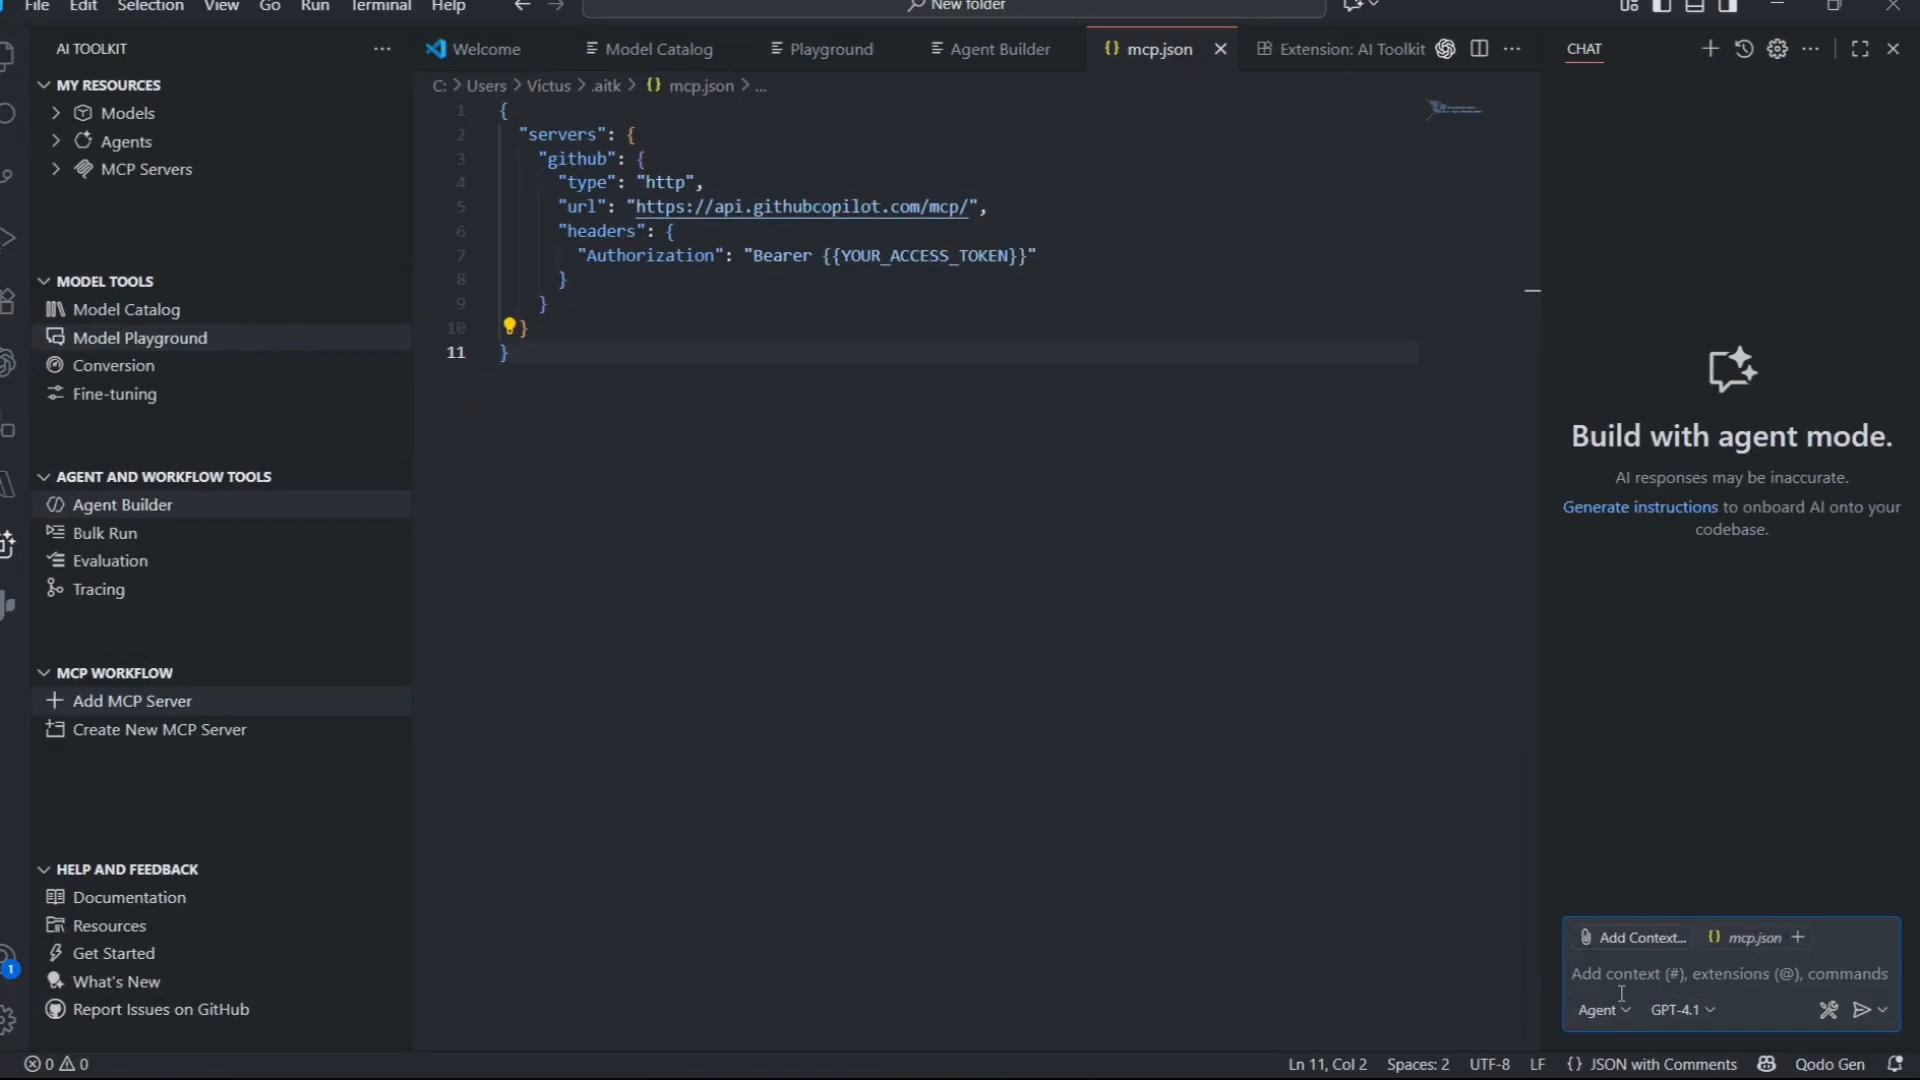 File Edit Selection View Go Run Terminal Help
New folder
AI TOOLKIT
MY RESOURCES
Models
Agents
MCP Servers
MODEL TOOLS
Model Catalog
Model Playground
Conversion
Fine-tuning
AGENT AND WORKFLOW TOOLS
Agent Builder
Bulk Run
Evaluation
Tracing
MCP WORKFLOW
Add MCP Server
Create New MCP Server
HELP AND FEEDBACK
Documentation
Resources
Get Started
What's New
Report Issues on GitHub
1
Welcome Model Catalog Playground Agent Builder {} mcp.json Extension: AI Toolkit
C: > Users > Victus > .aitk > {} mcp.json > ...
1 {
2 "servers": {
3 "github": {
4 "type": "http",
5 "url": "https://api.githubcopilot.com/mcp/",
6 "headers": {
7 "Authorization": "Bearer {{YOUR_ACCESS_TOKEN}}"
8 }
9 }
10 }
11 }
CHAT
Build with agent mode.
AI responses may be inaccurate.
Generate instructions to onboard AI onto your
codebase.
Add Context... {} mcp.json +
Add context (#), extensions (@), commands
Agent GPT-4.1
0 0
Ln 11, Col 2 Spaces: 2 UTF-8 LF {} JSON with Comments Qodo Gen